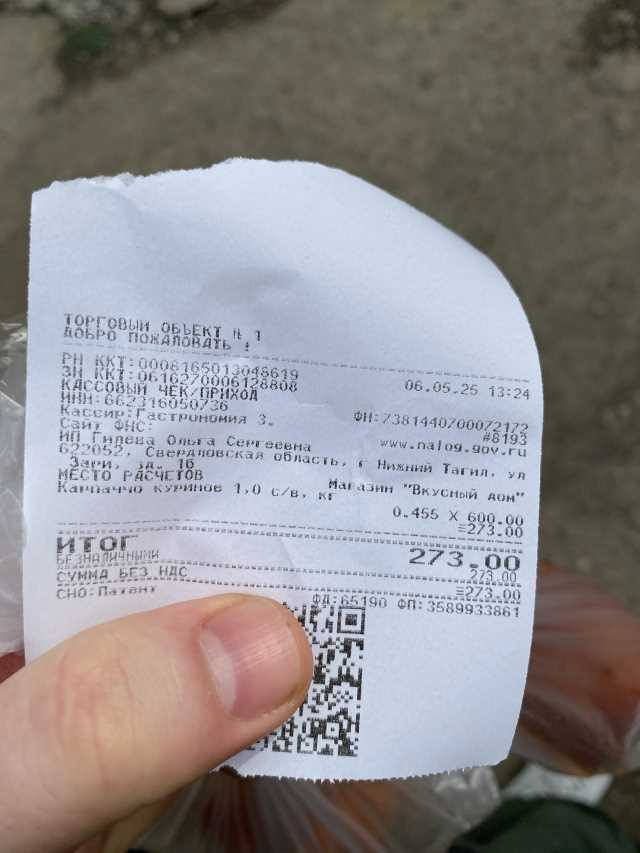 ТОРГОВЫЙ ОБЪЕКТ № 1
ДОБРО ПОЖАЛОВАТЬ !
РН ККТ:0008165013048619 06.05.25 13:24
ЗН ККТ:0616270006128808
КАССОВЫЙ ЧЕК/ПРИХОД
ИНН:662316050736 ФН:7381440700072172
Кассир:Гастрономия 3. #8193
Сайт ФНС: www.nalog.gov.ru
ИП Гилева Ольга Сергеевна
622052, Свердловская область, г Нижний Тагил, ул
Зари, зд. 16
МЕСТО РАСЧЕТОВ Магазин "Вкусный дом"
Карпаччо куриное 1,0 с/в, кг
0.455 X 600.00
=273.00
ИТОГ 273.00
БЕЗНАЛИЧНЫМИ 273.00
СУММА БЕЗ НДС =273.00
СНО:Патент ФД:65190 ФП:3589933861